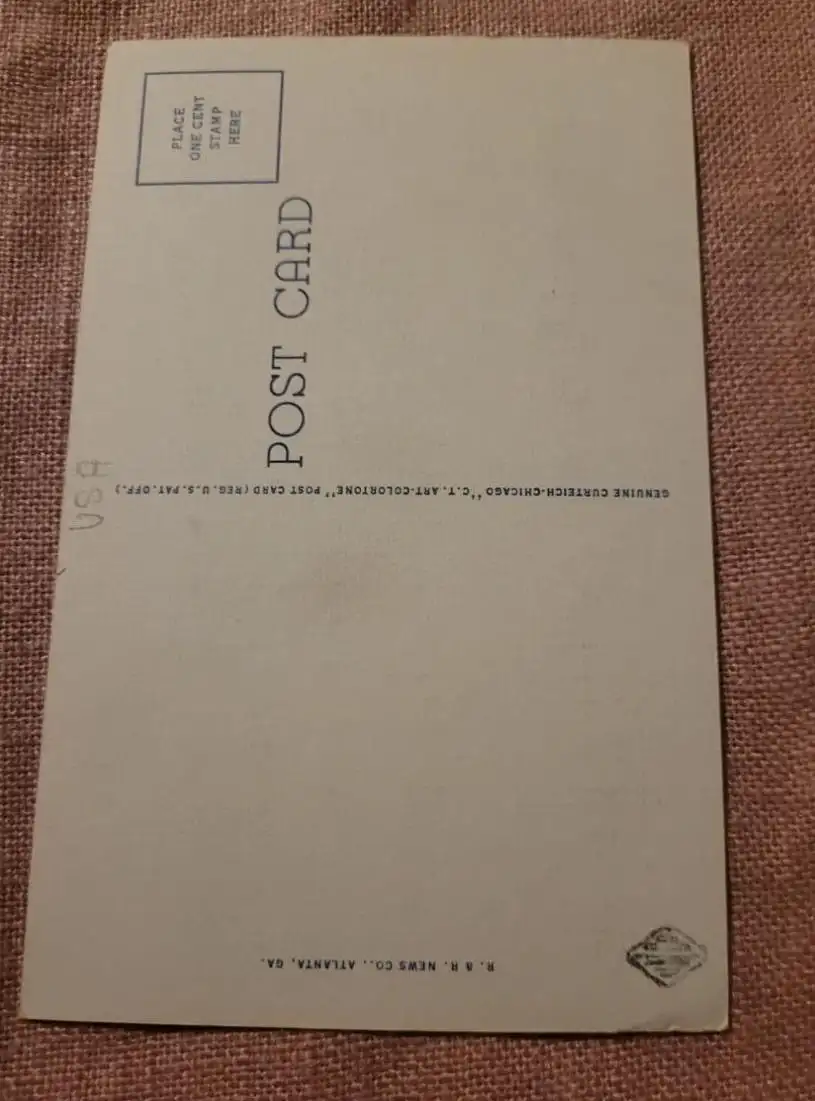 PLACE
ONE CENT
STAMP
HERE
POST CARD
GENUINE CURTEICH-CHICAGO "C.T. ART-COLORTONE" POST CARD (REG. U.S. PAT. OFF.)
USA
R. & R. NEWS CO., ATLANTA, GA.